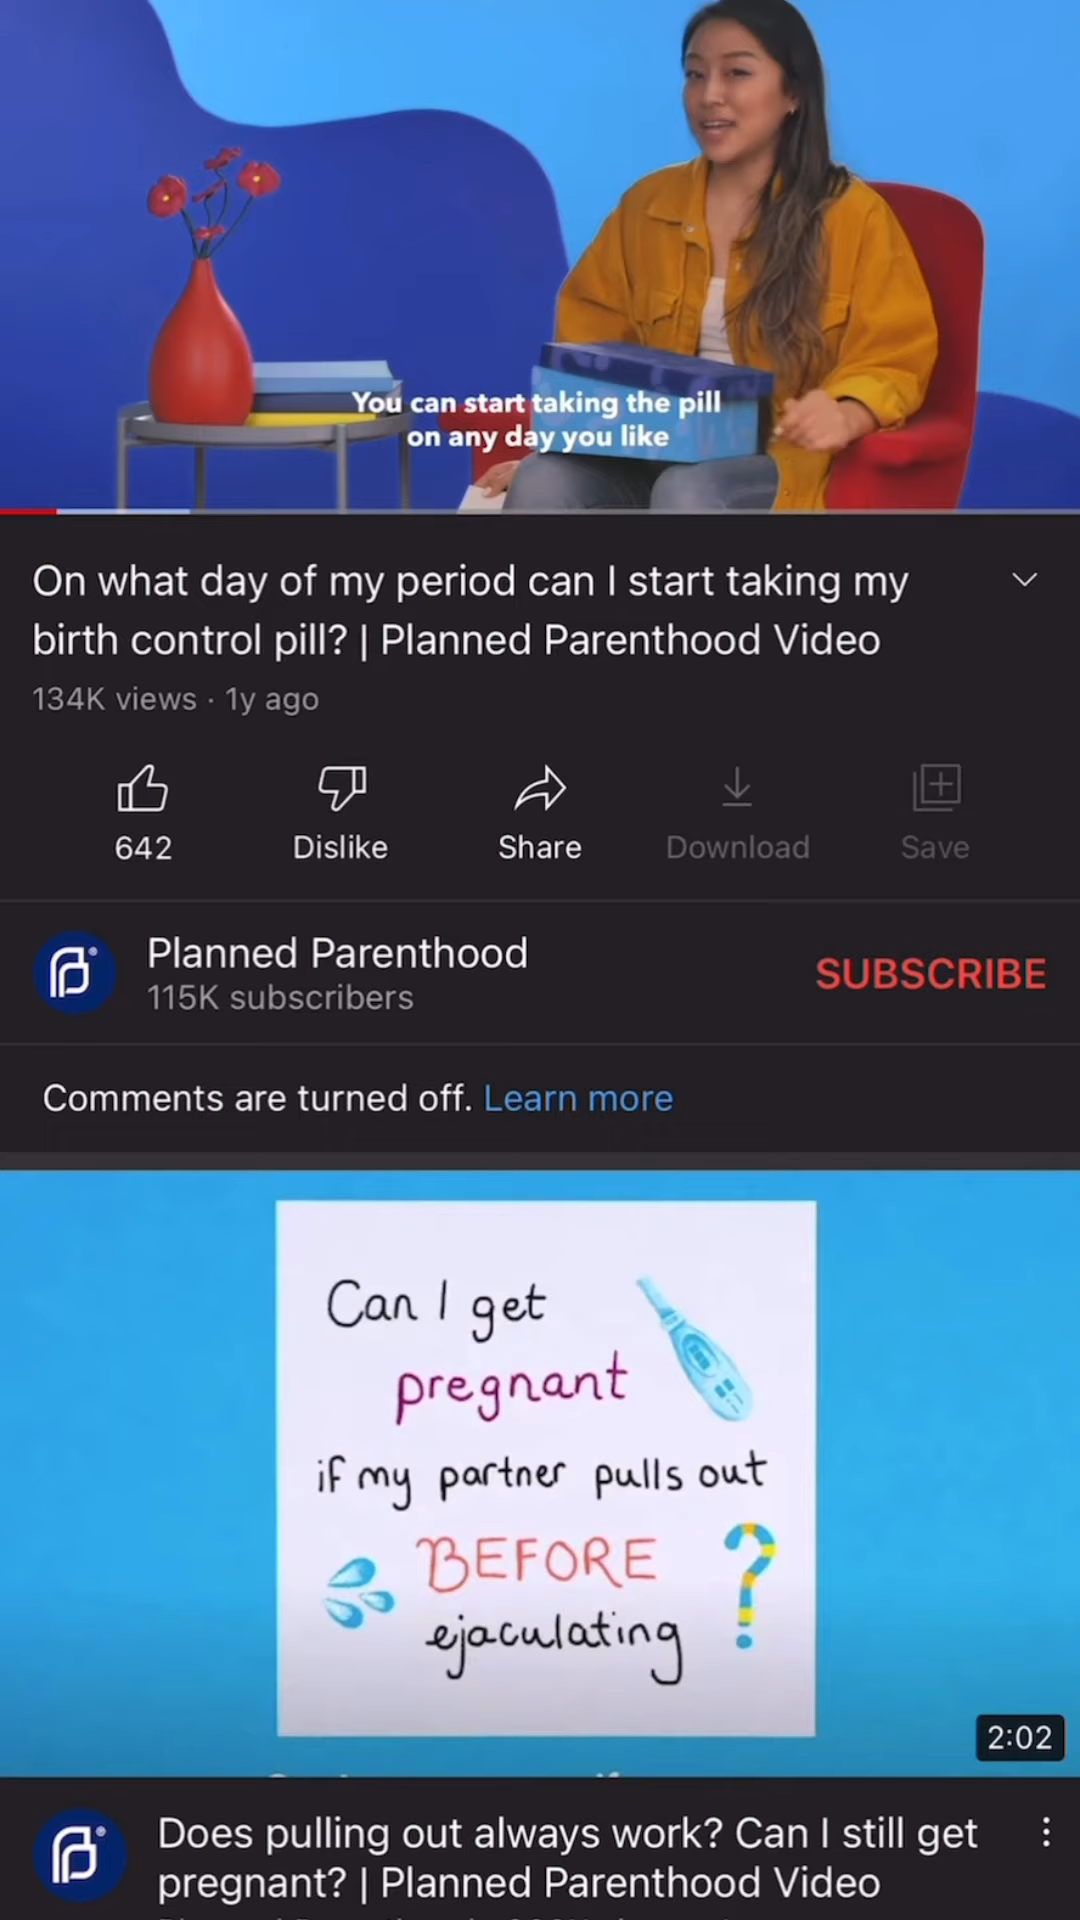 You can start taking the pill
on any day you like
On what day of my period can I start taking my
birth control pill? | Planned Parenthood Video
134K views · 1y ago
642
Dislike
Share
Download
Save
Planned Parenthood
115K subscribers
SUBSCRIBE
Comments are turned off. Learn more
Can I get
pregnant
if my partner pulls out
BEFORE
ejaculating
?
2:02
Does pulling out always work? Can I still get
pregnant? | Planned Parenthood Video